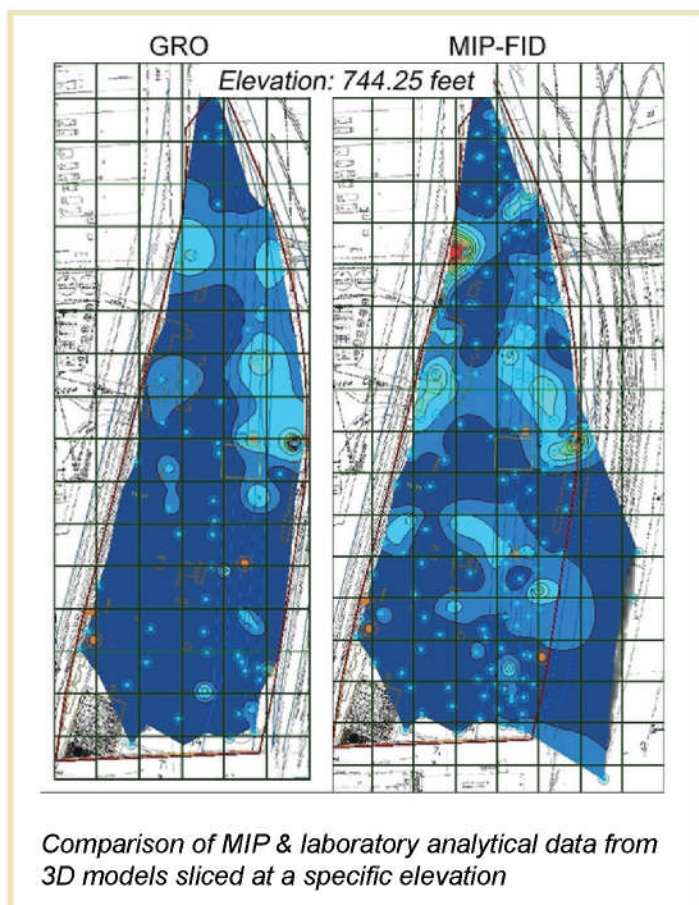 GRO MIP-FID
Elevation: 744.25 feet
Comparison of MIP & laboratory analytical data from
3D models sliced at a specific elevation